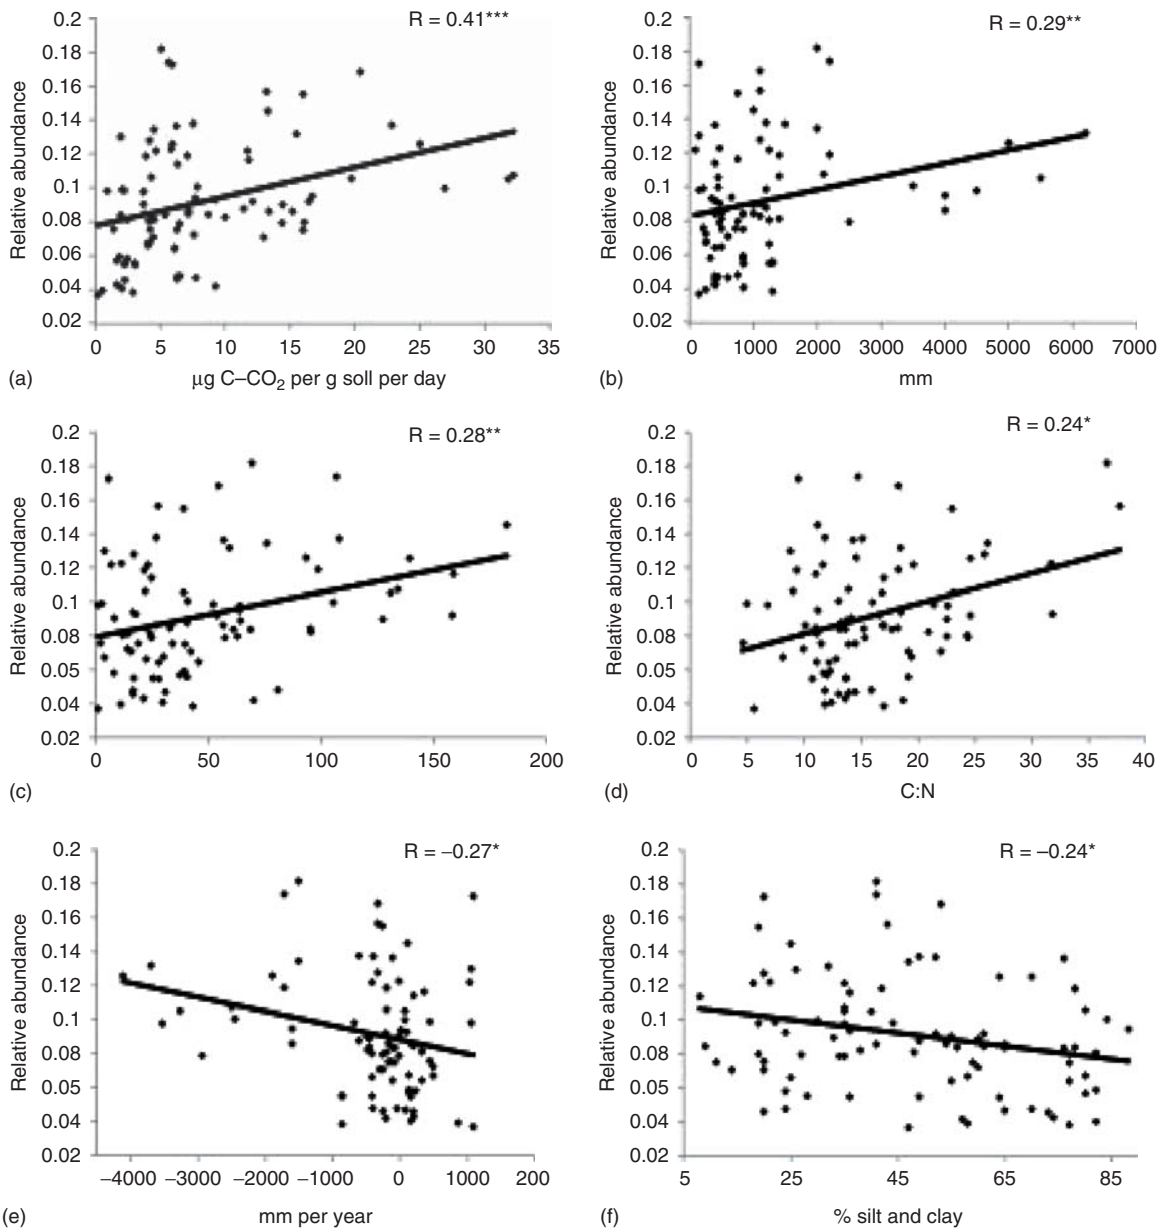 R = 0.41***
0.2
0.18
0.16
0.14
0.12
0.1
0.08
0.06
0.04
0.02
Relative abundance
0 5 10 15 20 25 30 35
(a) μg C–CO₂ per g soll per day
R = 0.29**
0.2
0.18
0.16
0.14
0.12
0.1
0.08
0.06
0.04
0.02
Relative abundance
0 1000 2000 3000 4000 5000 6000 7000
(b) mm
R = 0.28**
0.2
0.18
0.16
0.14
0.12
0.1
0.08
0.05
0.04
0.02
Relative abundance
0 50 100 150 200
(c)
R = 0.24*
0.2
0.18
0.16
0.14
0.12
0.1
0.08
0.05
0.04
0.02
Relative abundance
0 5 10 15 20 25 30 35 40
(d) C:N
R = –0.27*
0.2
0.18
0.16
0.14
0.12
0.1
0.08
0.05
0.04
0.02
Relative abundance
–4000 –3000 –2000 –1000 0 1000 200
(e) mm per year
R = –0.24*
0.2
0.18
0.16
0.14
0.12
0.1
0.08
0.05
0.04
0.02
Relative abundance
5 25 45 65 85
(f) % silt and clay